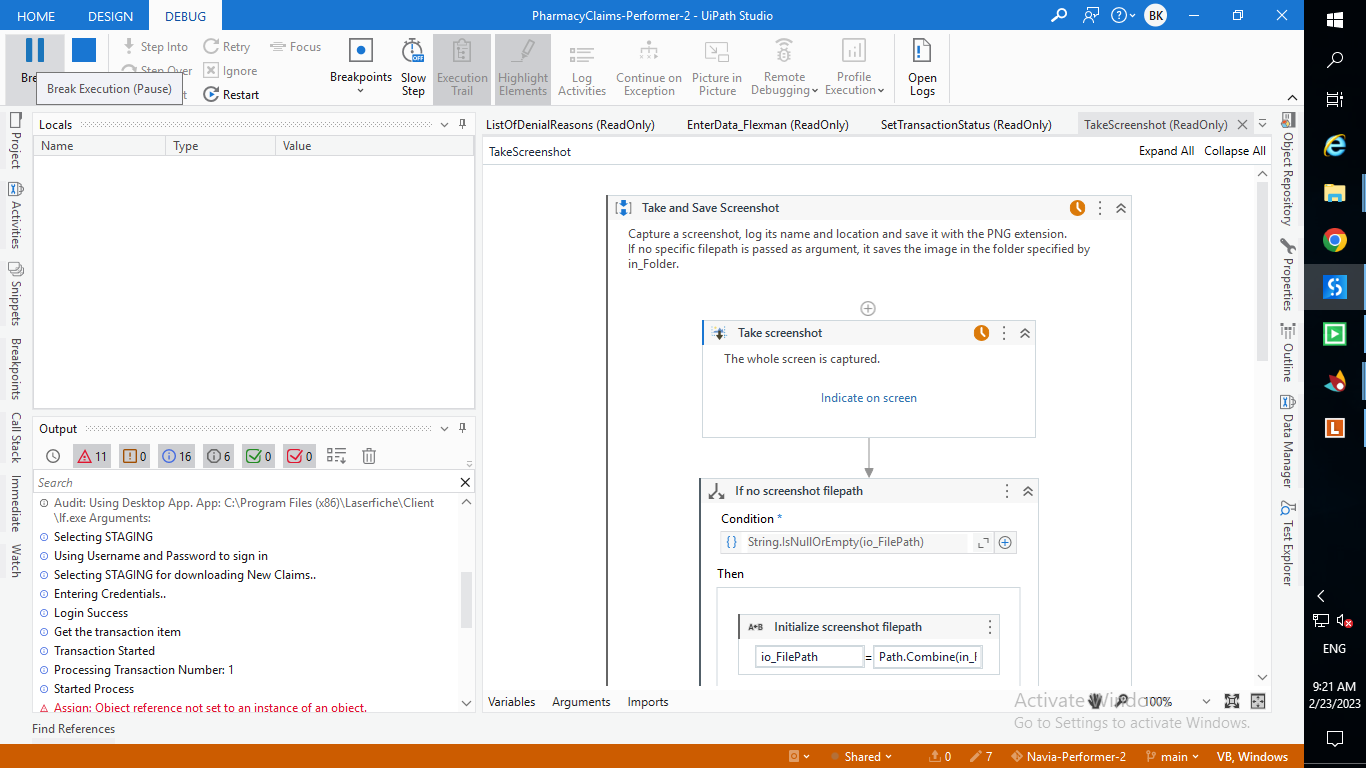 HOME
DESIGN
DEBUG
PharmacyClaims-Performer-2 - UiPath Studio
BK
Step Into
Retry
Focus
Step Over
Ignore
Restart
Break Execution (Pause)
Breakpoints
Slow
Step
Execution
Trail
Highlight
Elements
Log
Activities
Continue on
Exception
Picture in
Picture
Remote
Debugging
Profile
Execution
Open
Logs
Project
Activities
Snippets
Breakpoints
Call Stack
Immediate
Watch
Locals
Name
Type
Value
Output
11
0
16
6
0
0
Search
Audit: Using Desktop App. App: C:\Program Files (x86)\Laserfiche\Client
\lf.exe Arguments:
Selecting STAGING
Using Username and Password to sign in
Selecting STAGING for downloading New Claims..
Entering Credentials..
Login Success
Get the transaction item
Transaction Started
Processing Transaction Number: 1
Started Process
Assign: Object reference not set to an instance of an object.
Find References
ListOfDenialReasons (ReadOnly)
EnterData_Flexman (ReadOnly)
SetTransactionStatus (ReadOnly)
TakeScreenshot (ReadOnly)
TakeScreenshot
Expand All
Collapse All
Take and Save Screenshot
Capture a screenshot, log its name and location and save it with the PNG extension.
If no specific filepath is passed as argument, it saves the image in the folder specified by
in_Folder.
Take screenshot
The whole screen is captured.
Indicate on screen
If no screenshot filepath
Condition *
String.IsNullOrEmpty(io_FilePath)
Then
A+B
Initialize screenshot filepath
io_FilePath
=
Path.Combine(in_F
Variables
Arguments
Imports
100%
Activate Windows
Go to Settings to activate Windows.
Object Repository
Properties
Outline
Data Manager
Test Explorer
Shared
0
7
Navia-Performer-2
main
VB, Windows
ENG
9:21 AM
2/23/2023